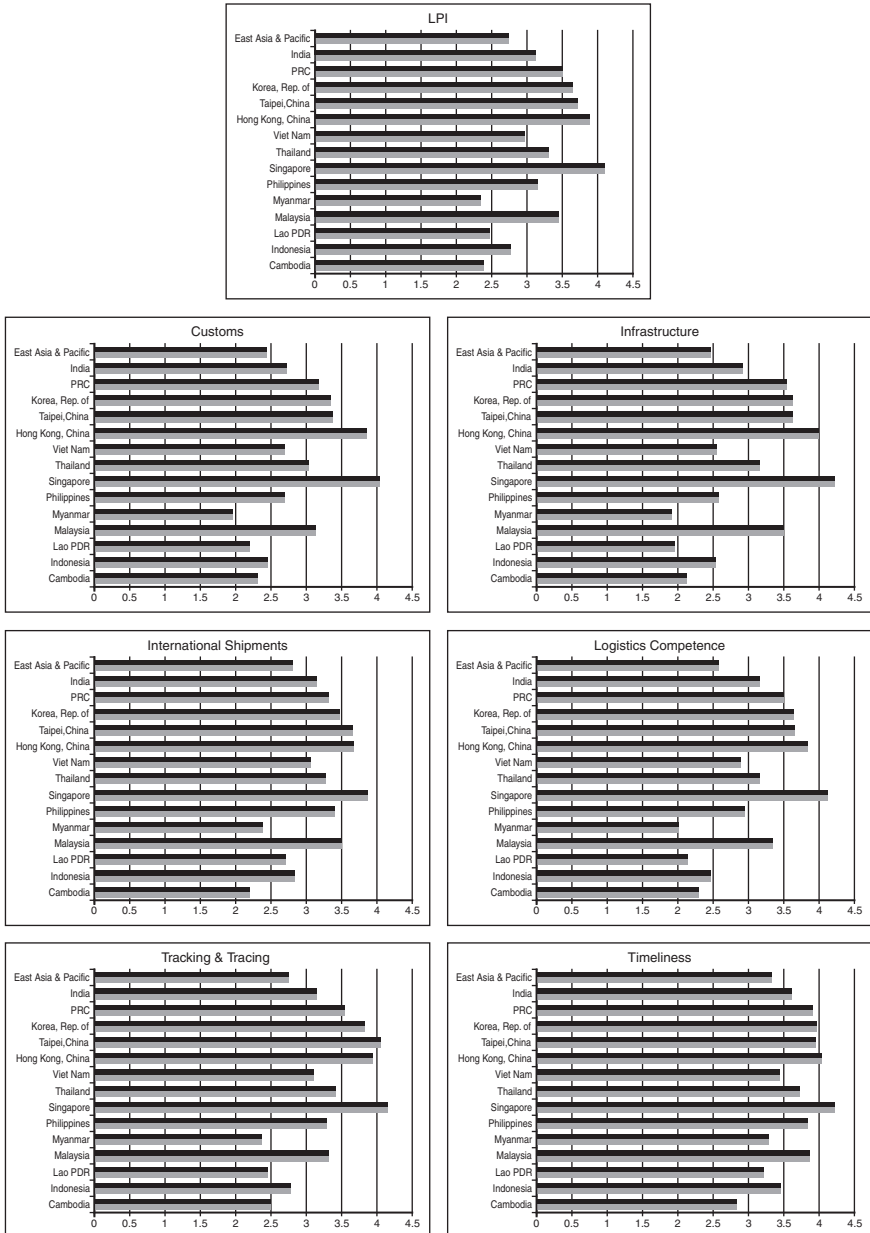 LPI
East Asia & Pacific
India
PRC
Korea, Rep. of
Taipei,China
Hong Kong, China
Viet Nam
Thailand
Singapore
Philippines
Myanmar
Malaysia
Lao PDR
Indonesia
Cambodia
0 0.5 1 1.5 2 2.5 3 3.5 4 4.5
Customs
East Asia & Pacific
India
PRC
Korea, Rep. of
Taipei,China
Hong Kong, China
Viet Nam
Thailand
Singapore
Philippines
Myanmar
Malaysia
Lao PDR
Indonesia
Cambodia
0 0.5 1 1.5 2 2.5 3 3.5 4 4.5
Infrastructure
East Asia & Pacific
India
PRC
Korea, Rep. of
Taipei,China
Hong Kong, China
Viet Nam
Thailand
Singapore
Philippines
Myanmar
Malaysia
Lao PDR
Indonesia
Cambodia
0 0.5 1 1.5 2 2.5 3 3.5 4 4.5
International Shipments
East Asia & Pacific
India
PRC
Korea, Rep. of
Taipei,China
Hong Kong, China
Viet Nam
Thailand
Singapore
Philippines
Myanmar
Malaysia
Lao PDR
Indonesia
Cambodia
0 0.5 1 1.5 2 2.5 3 3.5 4 4.5
Logistics Competence
East Asia & Pacific
India
PRC
Korea, Rep. of
Taipei,China
Hong Kong, China
Viet Nam
Thailand
Singapore
Philippines
Myanmar
Malaysia
Lao PDR
Indonesia
Cambodia
0 0.5 1 1.5 2 2.5 3 3.5 4 4.5
Tracking & Tracing
East Asia & Pacific
India
PRC
Korea, Rep. of
Taipei,China
Hong Kong, China
Viet Nam
Thailand
Singapore
Philippines
Myanmar
Malaysia
Lao PDR
Indonesia
Cambodia
0 0.5 1 1.5 2 2.5 3 3.5 4 4.5
Timeliness
East Asia & Pacific
India
PRC
Korea, Rep. of
Taipei,China
Hong Kong, China
Viet Nam
Thailand
Singapore
Philippines
Myanmar
Malaysia
Lao PDR
Indonesia
Cambodia
0 0.5 1 1.5 2 2.5 3 3.5 4 4.5